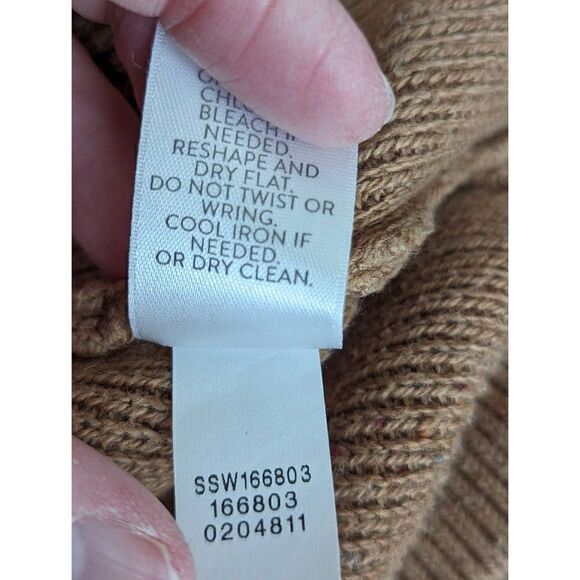 BLEACH IF
NEEDED.
RESHAPE AND
DRY FLAT.
DO NOT TWIST OR
WRING.
COOL IRON IF
NEEDED.
OR DRY CLEAN.
SSW166803
166803
0204811